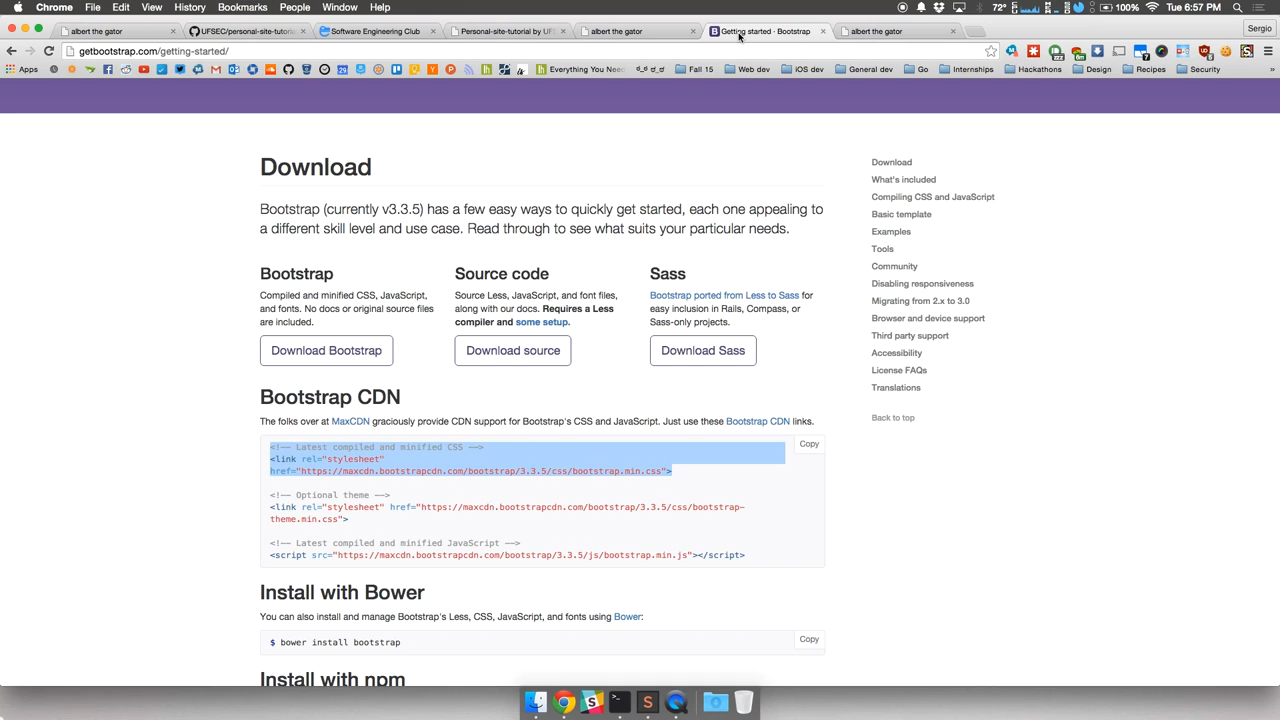 Chrome File Edit View History Bookmarks People Window Help
100% Tue 6:57 PM
albert the gator
UFSEC/personal-site-tutoria
Software Engineering Club
Personal-site-tutorial by UFS
albert the gator
Getting started · Bootstrap
albert the gator
Sergio
getbootstrap.com/getting-started/
Apps
Everything You Nee
Fall 15
Web dev
iOS dev
General dev
Go
Internships
Hackathons
Design
Recipes
Security
Download
Bootstrap (currently v3.3.5) has a few easy ways to quickly get started, each one appealing to
a different skill level and use case. Read through to see what suits your particular needs.
Bootstrap
Compiled and minified CSS, JavaScript,
and fonts. No docs or original source files
are included.
Download Bootstrap
Source code
Source Less, JavaScript, and font files,
along with our docs. Requires a Less
compiler and some setup.
Download source
Sass
Bootstrap ported from Less to Sass for
easy inclusion in Rails, Compass, or
Sass-only projects.
Download Sass
Bootstrap CDN
The folks over at MaxCDN graciously provide CDN support for Bootstrap's CSS and JavaScript. Just use these Bootstrap CDN links.
Copy
<!-- Latest compiled and minified CSS -->
<link rel="stylesheet"
href="https://maxcdn.bootstrapcdn.com/bootstrap/3.3.5/css/bootstrap.min.css">
<!-- Optional theme -->
<link rel="stylesheet" href="https://maxcdn.bootstrapcdn.com/bootstrap/3.3.5/css/bootstrap-
theme.min.css">
<!-- Latest compiled and minified JavaScript -->
<script src="https://maxcdn.bootstrapcdn.com/bootstrap/3.3.5/js/bootstrap.min.js"></script>
Install with Bower
You can also install and manage Bootstrap's Less, CSS, JavaScript, and fonts using Bower:
Copy
$ bower install bootstrap
Install with npm
Download
What's included
Compiling CSS and JavaScript
Basic template
Examples
Tools
Community
Disabling responsiveness
Migrating from 2.x to 3.0
Browser and device support
Third party support
Accessibility
License FAQs
Translations
Back to top